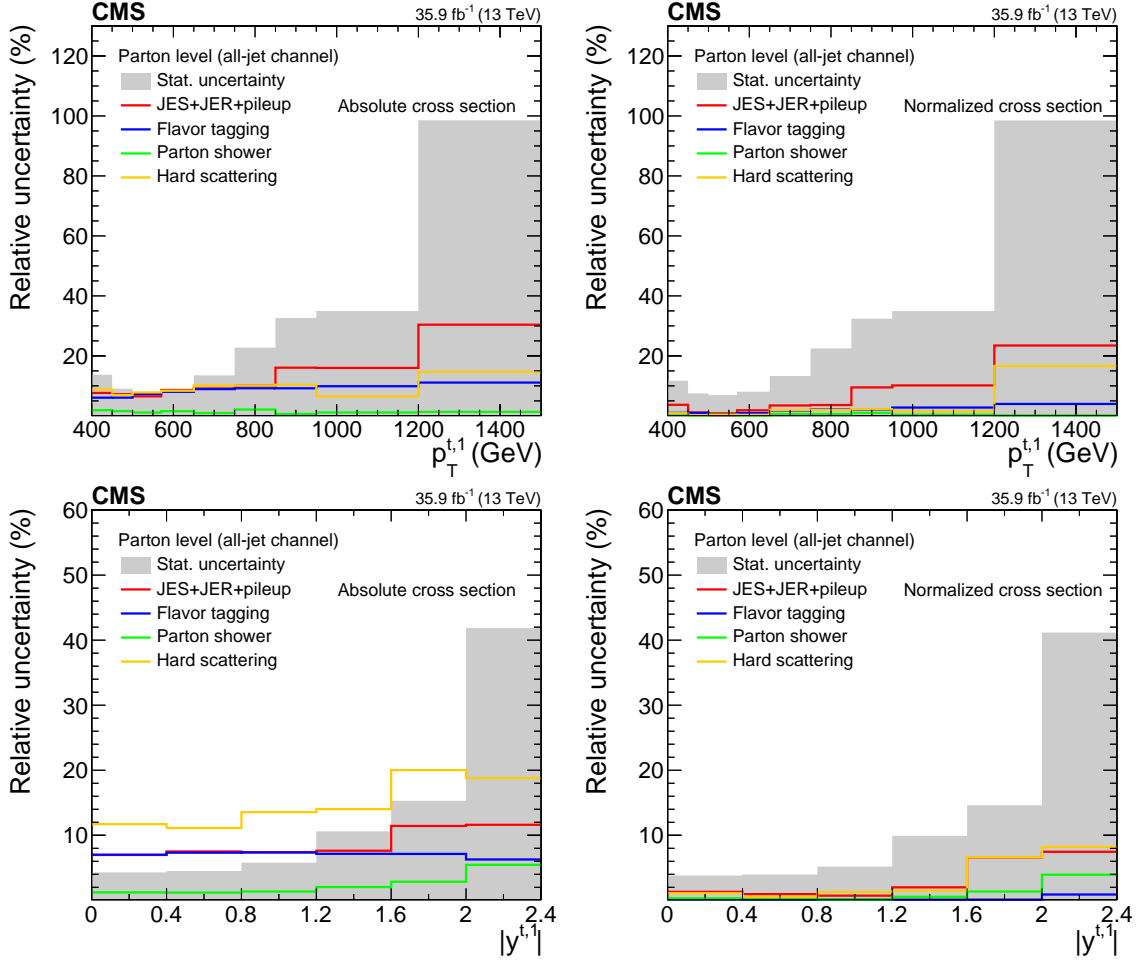 CMS
35.9 fb⁻¹ (13 TeV)
Relative uncertainty (%)
120
100
80
60
40
20
Parton level (all-jet channel)
Stat. uncertainty
JES+JER+pileup
Absolute cross section
Flavor tagging
Parton shower
Hard scattering
400 600 800 1000 1200 1400
p_T^{t,1} (GeV)
CMS
35.9 fb⁻¹ (13 TeV)
Relative uncertainty (%)
120
100
80
60
40
20
Parton level (all-jet channel)
Stat. uncertainty
JES+JER+pileup
Normalized cross section
Flavor tagging
Parton shower
Hard scattering
400 600 800 1000 1200 1400
p_T^{t,1} (GeV)
CMS
35.9 fb⁻¹ (13 TeV)
Relative uncertainty (%)
60
50
40
30
20
10
Parton level (all-jet channel)
Stat. uncertainty
JES+JER+pileup
Absolute cross section
Flavor tagging
Parton shower
Hard scattering
0 0.4 0.8 1.2 1.6 2 2.4
|y^{t,1}|
CMS
35.9 fb⁻¹ (13 TeV)
Relative uncertainty (%)
60
50
40
30
20
10
Parton level (all-jet channel)
Stat. uncertainty
JES+JER+pileup
Normalized cross section
Flavor tagging
Parton shower
Hard scattering
0 0.4 0.8 1.2 1.6 2 2.4
|y^{t,1}|